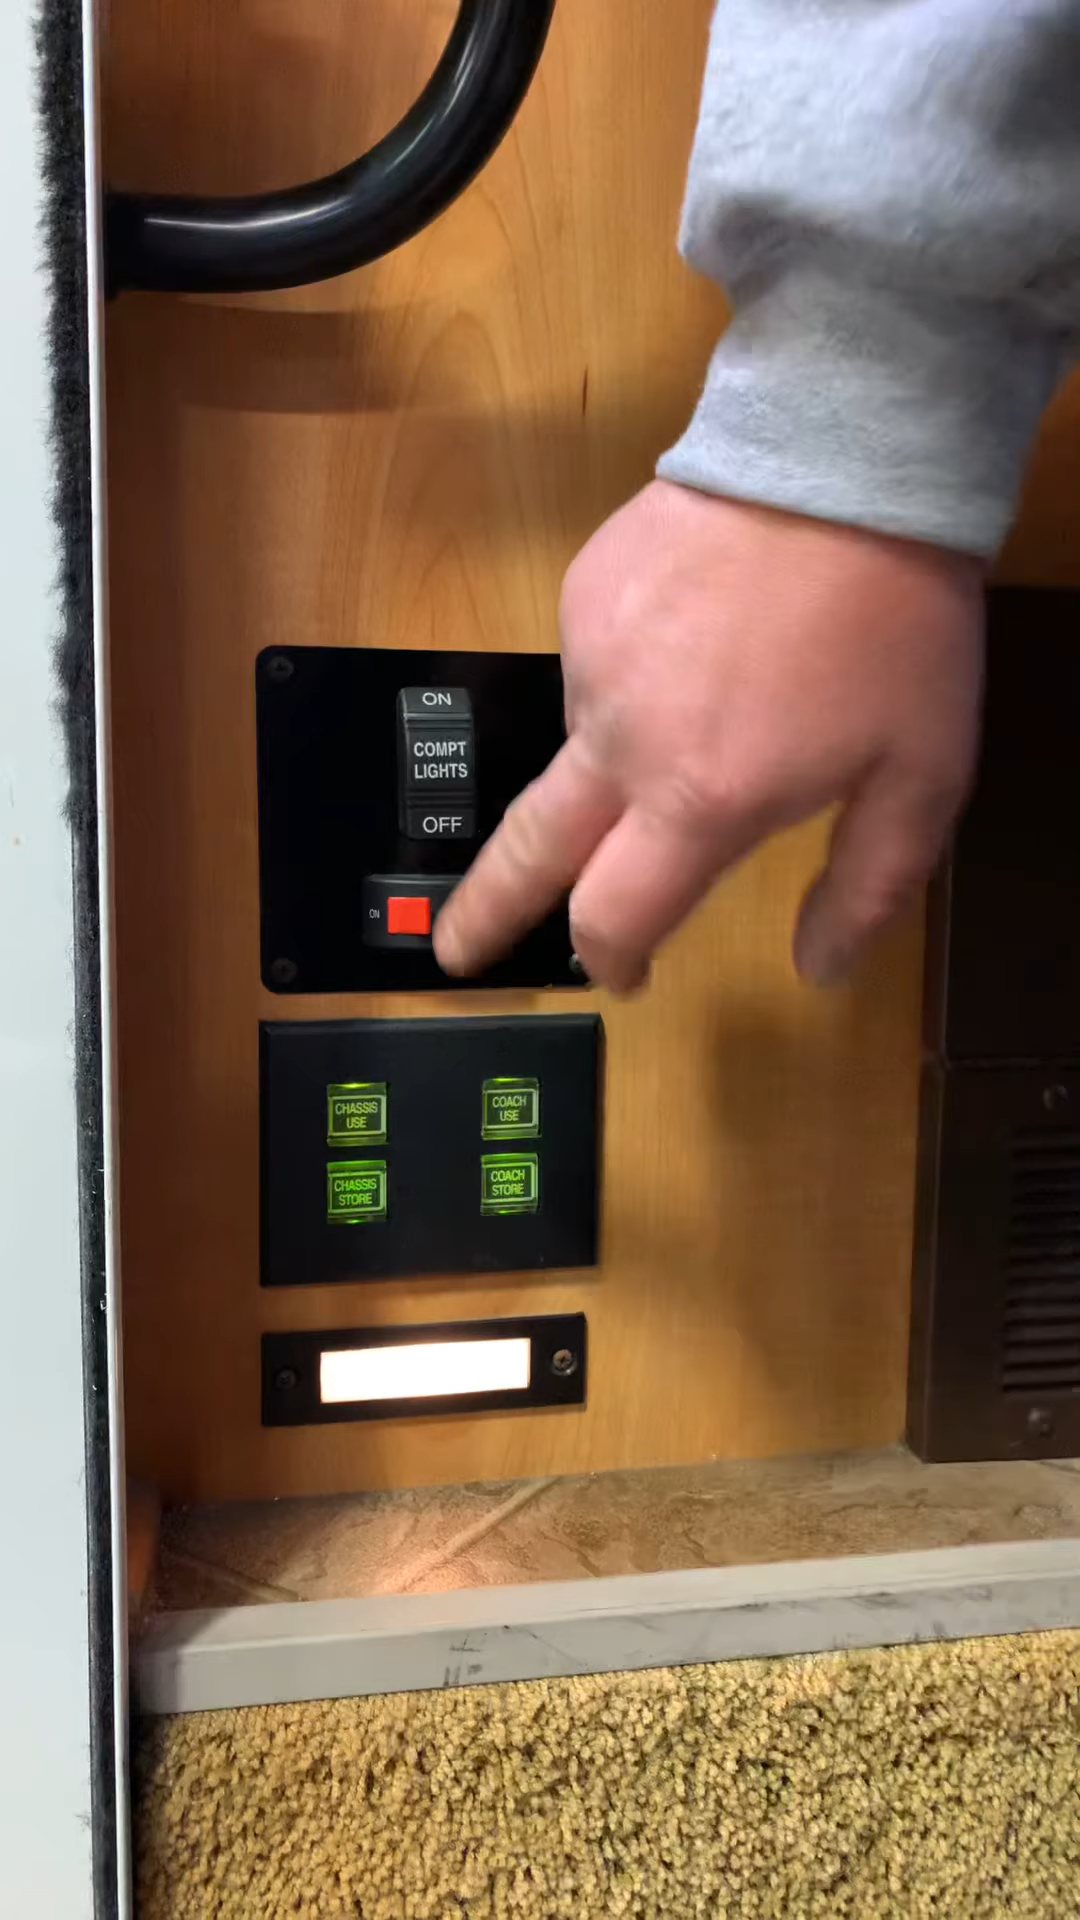 ON
COMPT
LIGHTS
OFF
ON
CHASSIS
USE
COACH
USE
CHASSIS
STORE
COACH
STORE